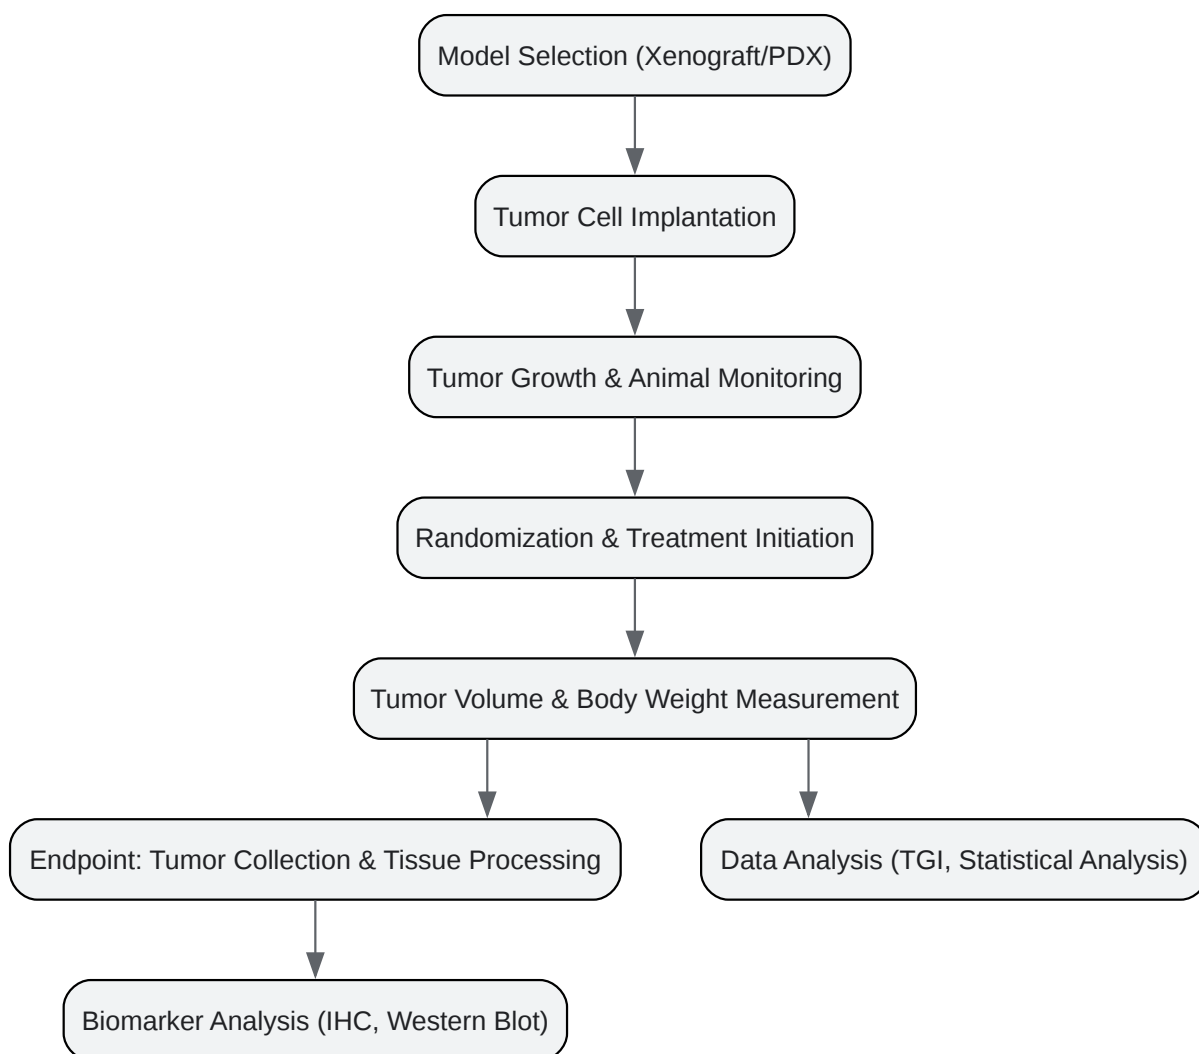 Model Selection (Xenograft/PDX)
Tumor Cell Implantation
Tumor Growth & Animal Monitoring
Randomization & Treatment Initiation
Tumor Volume & Body Weight Measurement
Endpoint: Tumor Collection & Tissue Processing
Data Analysis (TGI, Statistical Analysis)
Biomarker Analysis (IHC, Western Blot)